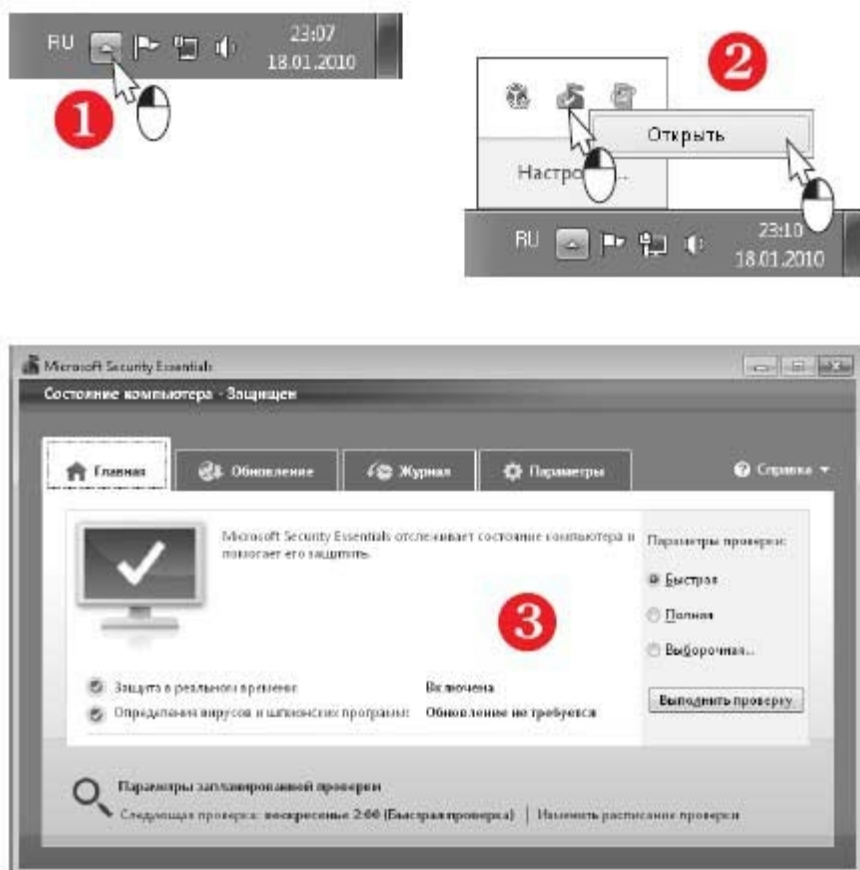 RU
23:07
18.01.2010
1
2
Открыть
Настро...
RU
23:10
18.01.2010
Microsoft Security Essentials
Состояние компьютера - Защищен
Главная
Обновление
Журнал
Параметры
Справка
Microsoft Security Essentials отслеживает состояние компьютера и
помогает его защитить.
Параметры проверки:
Быстрая
Полная
Выборочная...
3
Защита в реальном времени:
Включена
Выполнить проверку
Определения вирусов и шпионских программ:
Обновление не требуется
Параметры запланированной проверки
Следующая проверка: воскресенье 2:00 (Быстрая проверка) | Изменить расписание проверки